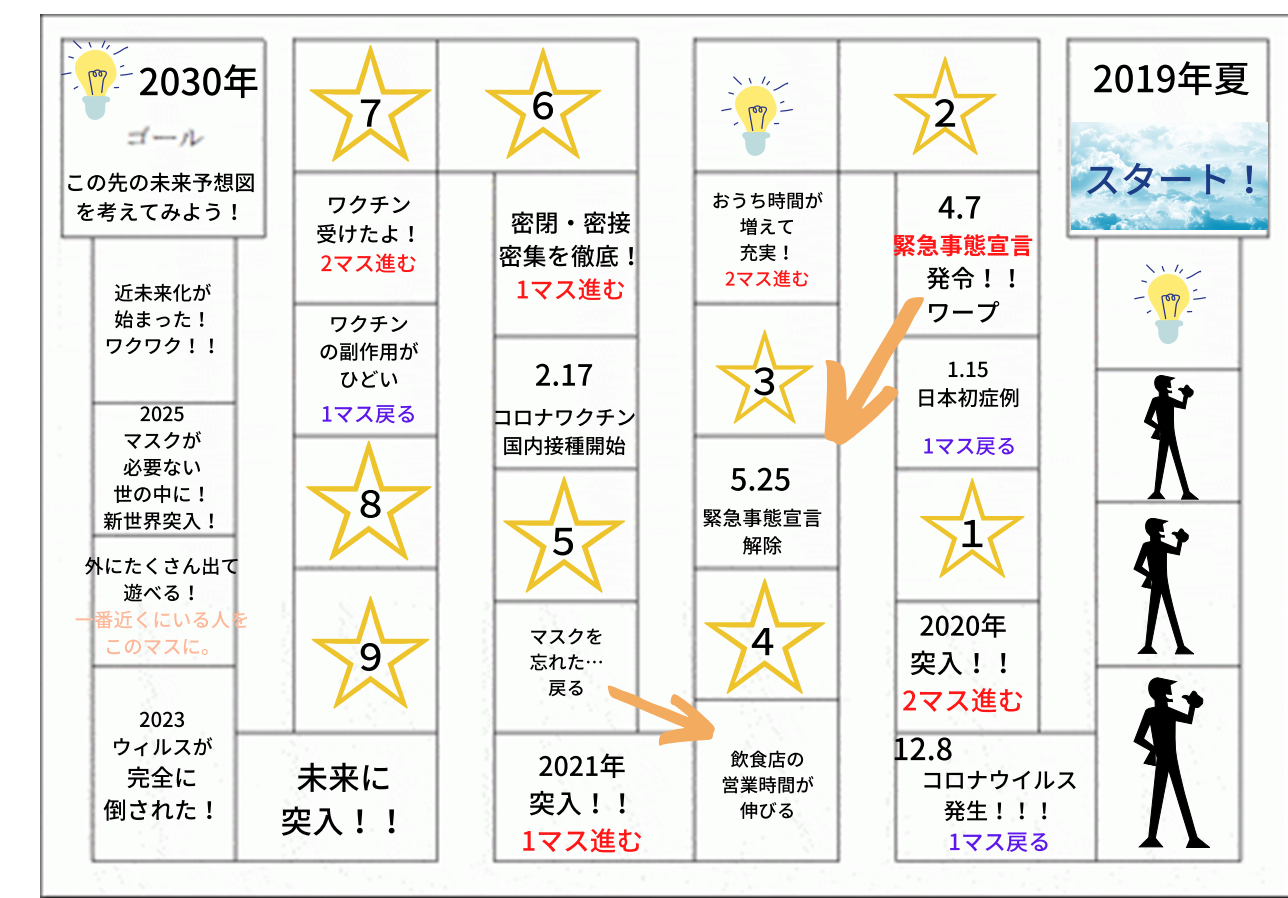 2019年夏
スタート！
12.8
コロナウイルス
発生！！！
1マス戻る
2020年
突入！！
2マス進む
1
1.15
日本初症例
1マス戻る
4.7
緊急事態宣言
発令！！
ワープ
2
おうち時間が
増えて
充実！
2マス進む
3
5.25
緊急事態宣言
解除
4
飲食店の
営業時間が
伸びる
2021年
突入！！
1マス進む
マスクを
忘れた…
戻る
5
2.17
コロナワクチン
国内接種開始
密閉・密接
密集を徹底！
1マス進む
6
7
ワクチン
受けたよ！
2マス進む
ワクチン
の副作用が
ひどい
1マス戻る
8
9
未来に
突入！！
2023
ウィルスが
完全に
倒された！
外にたくさん出て
遊べる！
一番近くにいる人を
このマスに。
2025
マスクが
必要ない
世の中に！
新世界突入！
近未来化が
始まった！
ワクワク！！
2030年
ゴール
この先の未来予想図
を考えてみよう！